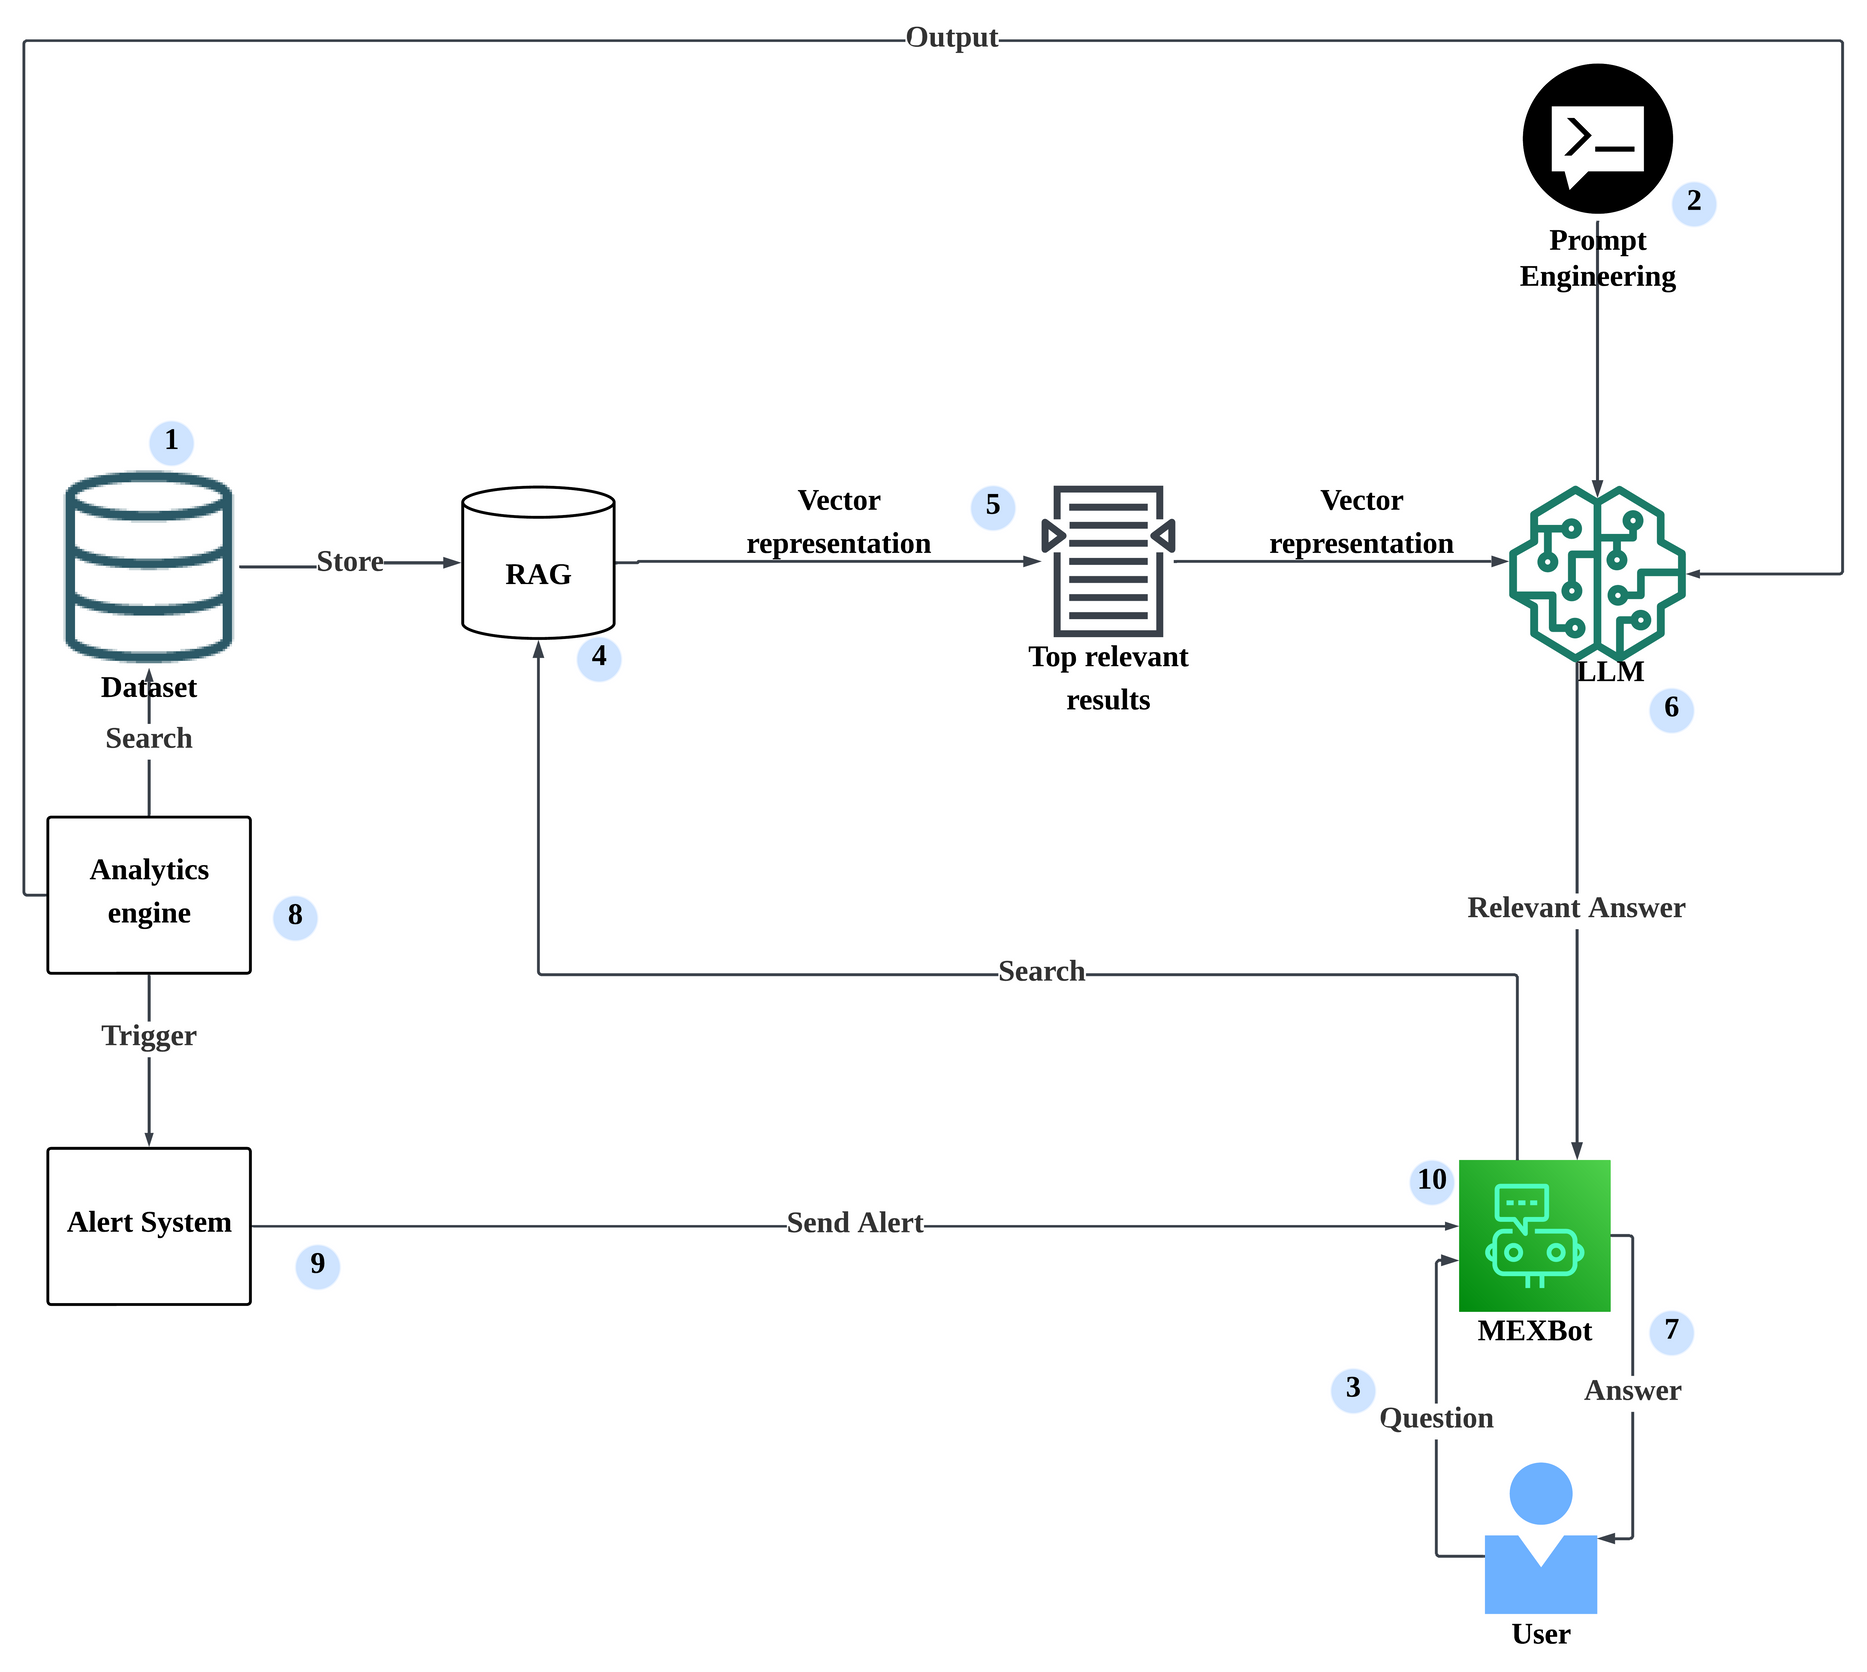 Output
2
Prompt
Engineering
1
Dataset
Store
RAG
4
Vector
representation
5
Top relevant
results
Vector
representation
LLM
6
Search
Analytics
engine
8
Relevant Answer
Search
Trigger
Alert System
9
Send Alert
10
MEXBot
7
Answer
3
Question
User